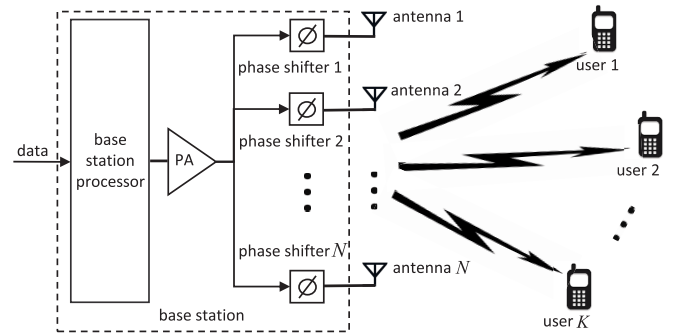 antenna 1
phase shifter 1
user 1
antenna 2
phase shifter 2
data
base
station
processor
PA
user 2
phase shifter N
antenna N
base station
user K